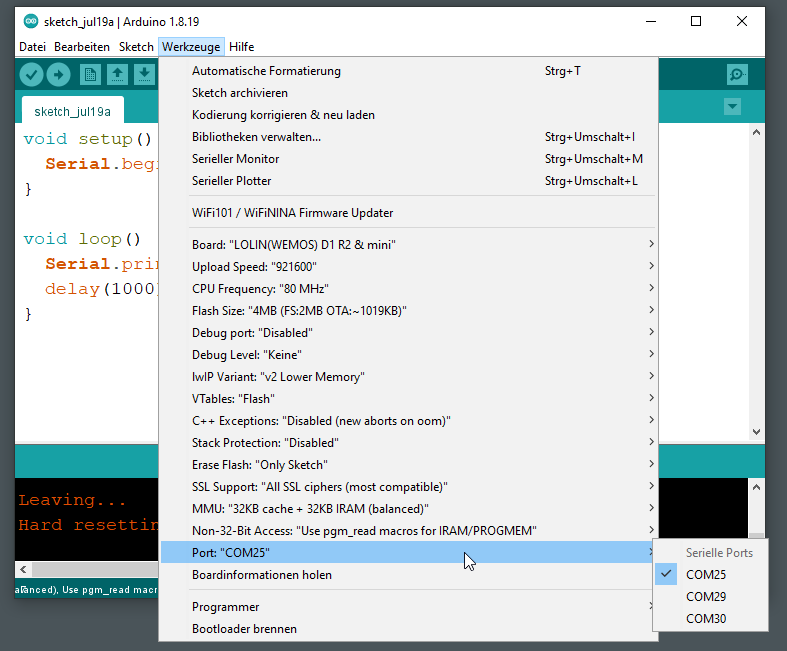 sketch_jul19a | Arduino 1.8.19
Datei Bearbeiten Sketch Werkzeuge Hilfe
sketch_jul19a
void setup()
Serial.beg
}
void loop()
Serial.pri
delay(1000
}
Automatische Formatierung Strg+T
Sketch archivieren
Kodierung korrigieren & neu laden
Bibliotheken verwalten... Strg+Umschalt+I
Serieller Monitor Strg+Umschalt+M
Serieller Plotter Strg+Umschalt+L
WiFi101 / WiFiNINA Firmware Updater
Board: "LOLIN(WEMOS) D1 R2 & mini"
Upload Speed: "921600"
CPU Frequency: "80 MHz"
Flash Size: "4MB (FS:2MB OTA:~1019KB)"
Debug port: "Disabled"
Debug Level: "Keine"
lwIP Variant: "v2 Lower Memory"
VTables: "Flash"
C++ Exceptions: "Disabled (new aborts on oom)"
Stack Protection: "Disabled"
Erase Flash: "Only Sketch"
SSL Support: "All SSL ciphers (most compatible)"
MMU: "32KB cache + 32KB IRAM (balanced)"
Non-32-Bit Access: "Use pgm_read macros for IRAM/PROGMEM"
Port: "COM25"
Boardinformationen holen
Programmer
Bootloader brennen
Serielle Ports
COM25
COM29
COM30
Leaving...
Hard resettin
anced), Use pgm_read macr